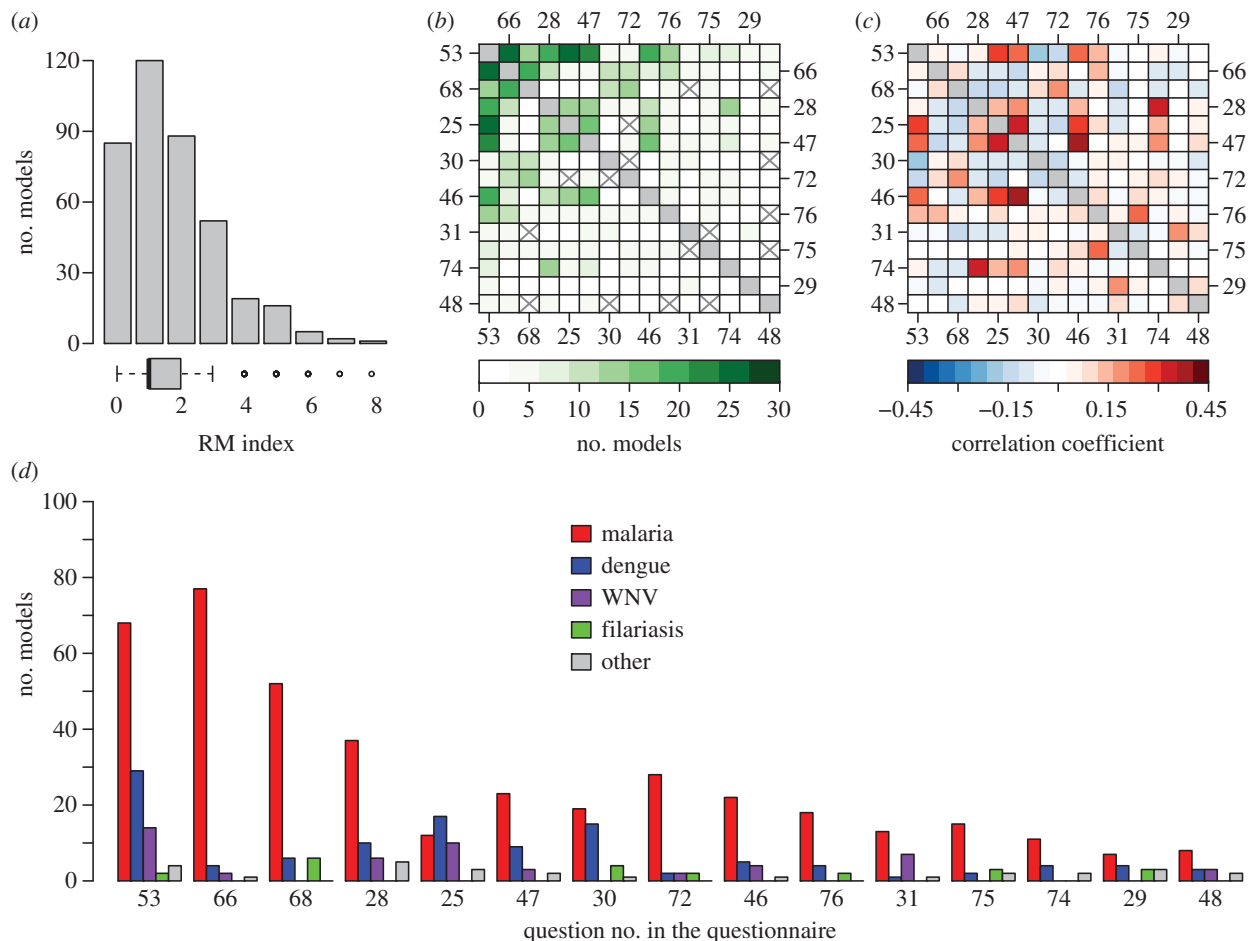 (a)
120
90
60
30
0
no. models
0 2 4 6 8
RM index
(b)
66 28 47 72 75 29
53
68
25
30
46
31
74
48
66
28
47
72
76
75
29
53 68 25 30 46 31 74 48
0 5 10 15 20 25 30
no. models
(c)
66 28 47 72 76 75 29
53
68
25
30
46
31
74
48
66
28
47
72
76
75
29
53 68 25 30 46 31 74 48
−0.45 −0.15 0.15 0.45
correlation coefficient
(d)
100
80
60
40
20
0
no. models
malaria
dengue
WNV
filariasis
other
53 66 68 28 25 47 30 72 46 76 31 75 74 29 48
question no. in the questionnaire